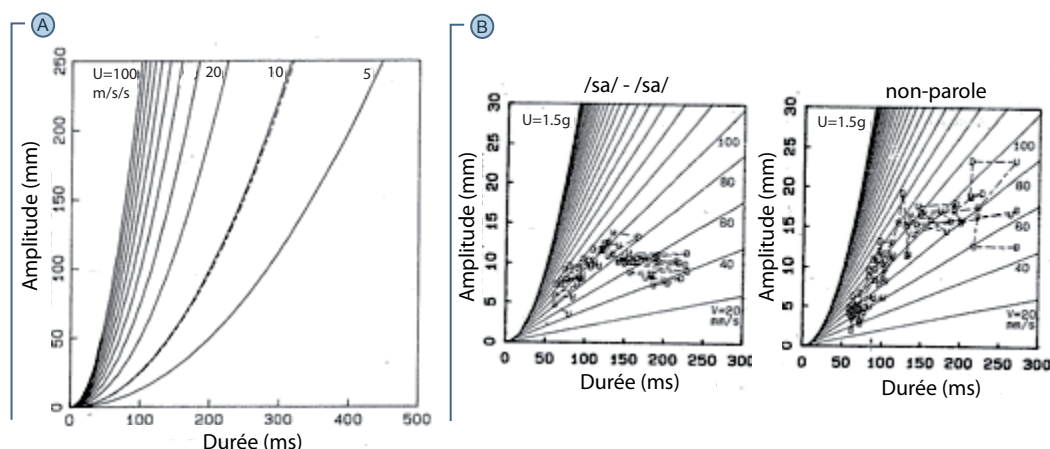 A
Amplitude (mm)
250
200
150
100
50
0
U=100
m/s/s
20
10
5
0 100 200 300 400 500
Durée (ms)
B
/sa/ - /sa/
Amplitude (mm)
30
25
20
15
10
5
0
U=1.5g
100
80
60
40
V=20
mm/s
0 50 100 150 200 250 300
Durée (ms)
non-parole
Amplitude (mm)
30
25
20
15
10
5
0
U=1.5g
100
80
60
40
V=20
mm/s
0 50 100 150 200 250 300
Durée (ms)